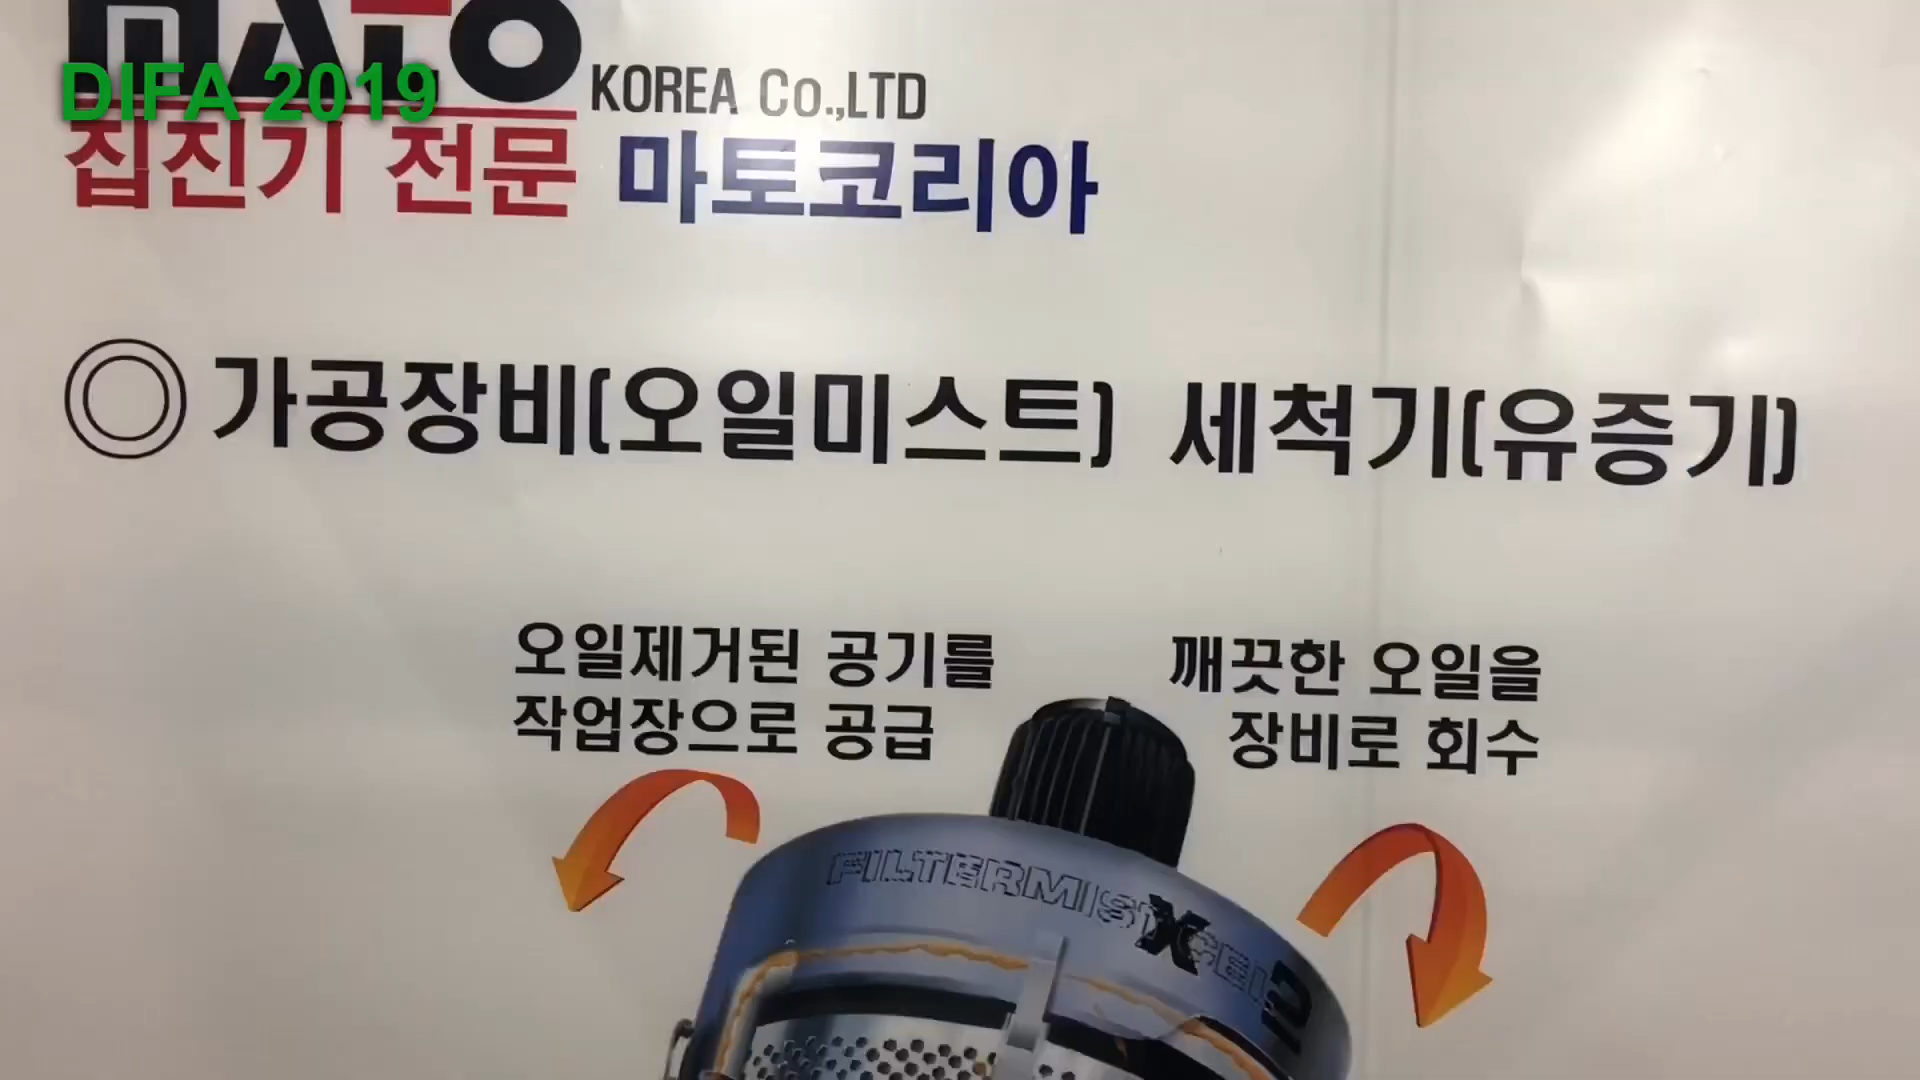 DIFA 2019
MATO KOREA Co.,LTD
집진기 전문 마토코리아
◎가공장비(오일미스트) 세척기(유증기)
오일제거된 공기를
작업장으로 공급
깨끗한 오일을
장비로 회수
FILTERMIST XCEL 2